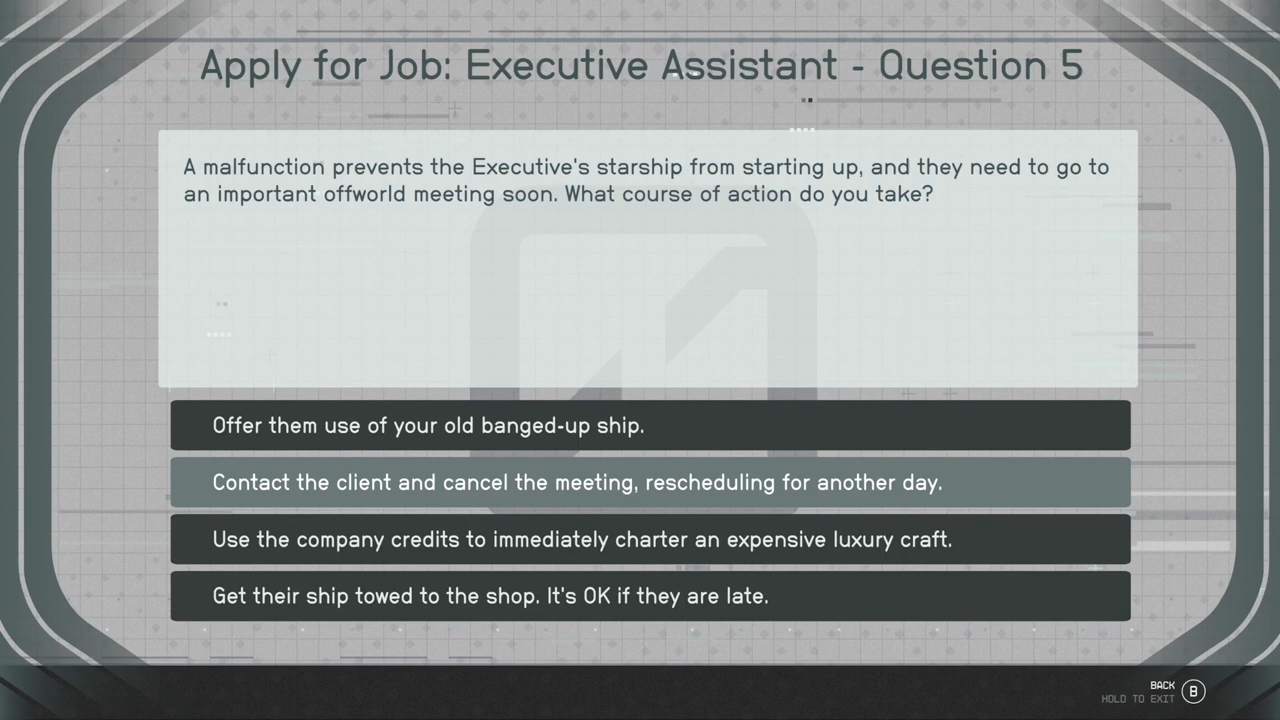 Apply for Job: Executive Assistant - Question 5
A malfunction prevents the Executive's starship from starting up, and they need to go to
an important offworld meeting soon. What course of action do you take?
Offer them use of your old banged-up ship.
Contact the client and cancel the meeting, rescheduling for another day.
Use the company credits to immediately charter an expensive luxury craft.
Get their ship towed to the shop. It's OK if they are late.
BACK
HOLD TO EXIT
B